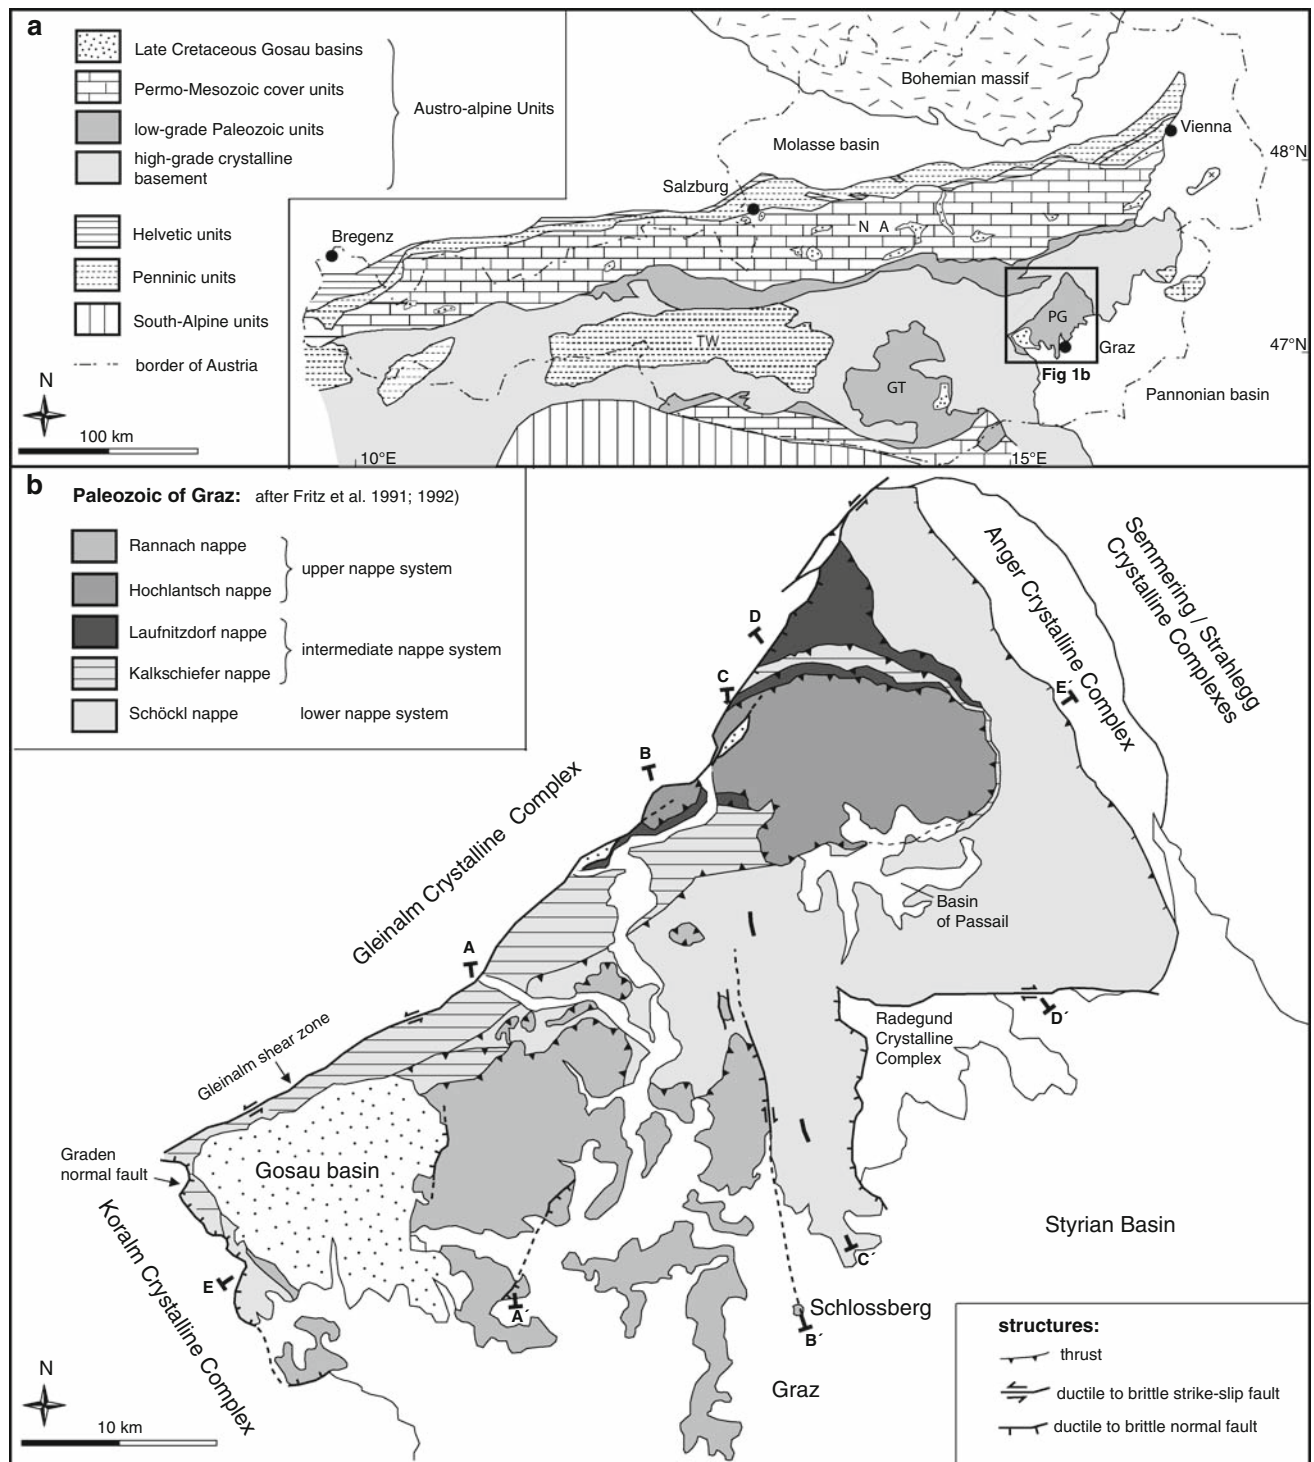 a
Late Cretaceous Gosau basins
Permo-Mesozoic cover units
low-grade Paleozoic units
high-grade crystalline
basement
Austro-alpine Units
Helvetic units
Penninic units
South-Alpine units
border of Austria
N
100 km
Bohemian massif
Molasse basin
Vienna
48°N
Salzburg
Bregenz
N A
TW
GT
PG
Graz
47°N
Fig 1b
Pannonian basin
10°E
15°E
b
Paleozoic of Graz: after Fritz et al. 1991; 1992)
Rannach nappe
Hochlantsch nappe
upper nappe system
Laufnitzdorf nappe
Kalkschiefer nappe
intermediate nappe system
Schöckl nappe
lower nappe system
Anger Crystalline Complex
Semmering / Strahlegg
Crystalline Complexes
D
C
E´
B
Gleinalm Crystalline Complex
A
Basin
of Passail
D´
Radegund
Crystalline
Complex
Gleinalm shear zone
Graden
normal fault
Gosau basin
Koralm Crystalline Complex
E
A´
C´
Styrian Basin
Schlossberg
B´
Graz
N
10 km
structures:
thrust
ductile to brittle strike-slip fault
ductile to brittle normal fault